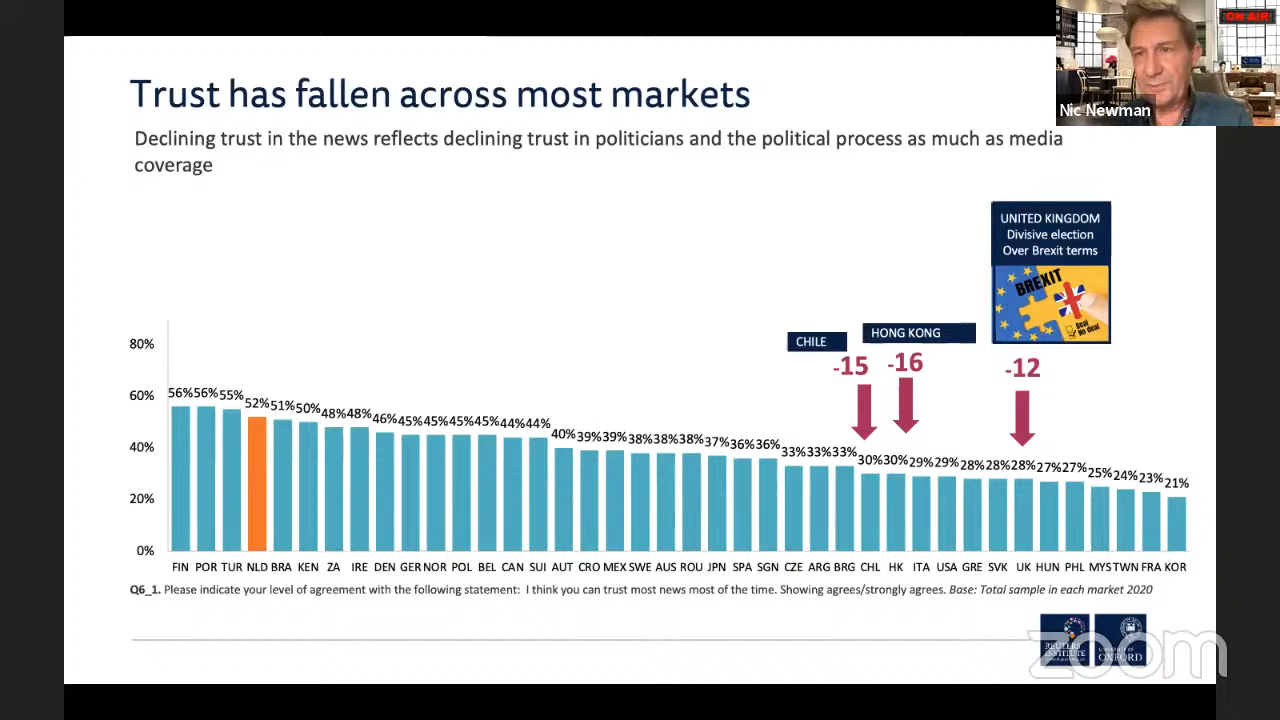 ON AIR
Nic Newman
Trust has fallen across most markets
Declining trust in the news reflects declining trust in politicians and the political process as much as media
coverage
UNITED KINGDOM
Divisive election
Over Brexit terms
BREXIT
Deal
No deal
CHILE
HONG KONG
-15
-16
-12
80%
60%
40%
20%
0%
56% 56% 55% 52% 51% 50% 48% 48% 46% 45% 45% 45% 45% 44% 44% 40% 39% 39% 38% 38% 38% 37% 36% 36% 33% 33% 33% 30% 30% 29% 29% 28% 28% 28% 27% 27% 25% 24% 23% 21%
FIN POR TUR NLD BRA KEN ZA IRE DEN GER NOR POL BEL CAN SUI AUT CRO MEX SWE AUS ROU JPN SPA SGN CZE ARG BRG CHL HK ITA USA GRE SVK UK HUN PHL MYS TWN FRA KOR
Q6_1. Please indicate your level of agreement with the following statement: I think you can trust most news most of the time. Showing agrees/strongly agrees. Base: Total sample in each market 2020
REUTERS
INSTITUTE
OXFORD
zoom